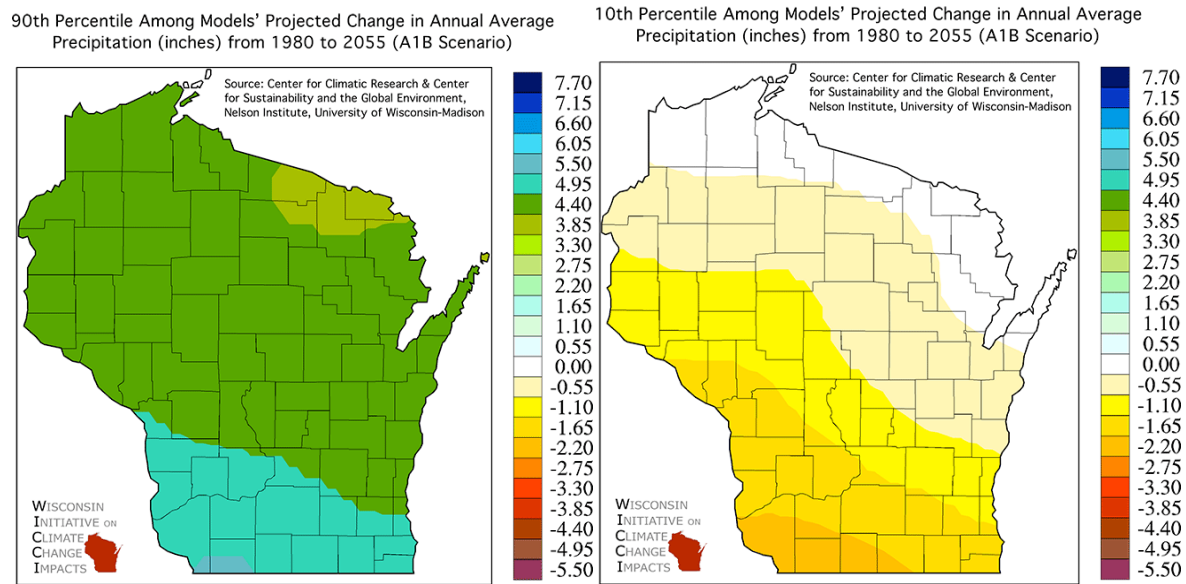 90th Percentile Among Models' Projected Change in Annual Average
Precipitation (inches) from 1980 to 2055 (A1B Scenario)
Source: Center for Climatic Research & Center
for Sustainability and the Global Environment,
Nelson Institute, University of Wisconsin-Madison
7.70
7.15
6.60
6.05
5.50
4.95
4.40
3.85
3.30
2.75
2.20
1.65
1.10
0.55
0.00
-0.55
-1.10
-1.65
-2.20
-2.75
-3.30
-3.85
-4.40
-4.95
-5.50
WISCONSIN
INITIATIVE ON
CLIMATE
CHANGE
IMPACTS
10th Percentile Among Models' Projected Change in Annual Average
Precipitation (inches) from 1980 to 2055 (A1B Scenario)
Source: Center for Climatic Research & Center
for Sustainability and the Global Environment,
Nelson Institute, University of Wisconsin-Madison
7.70
7.15
6.60
6.05
5.50
4.95
4.40
3.85
3.30
2.75
2.20
1.65
1.10
0.55
0.00
-0.55
-1.10
-1.65
-2.20
-2.75
-3.30
-3.85
-4.40
-4.95
-5.50
WISCONSIN
INITIATIVE ON
CLIMATE
CHANGE
IMPACTS